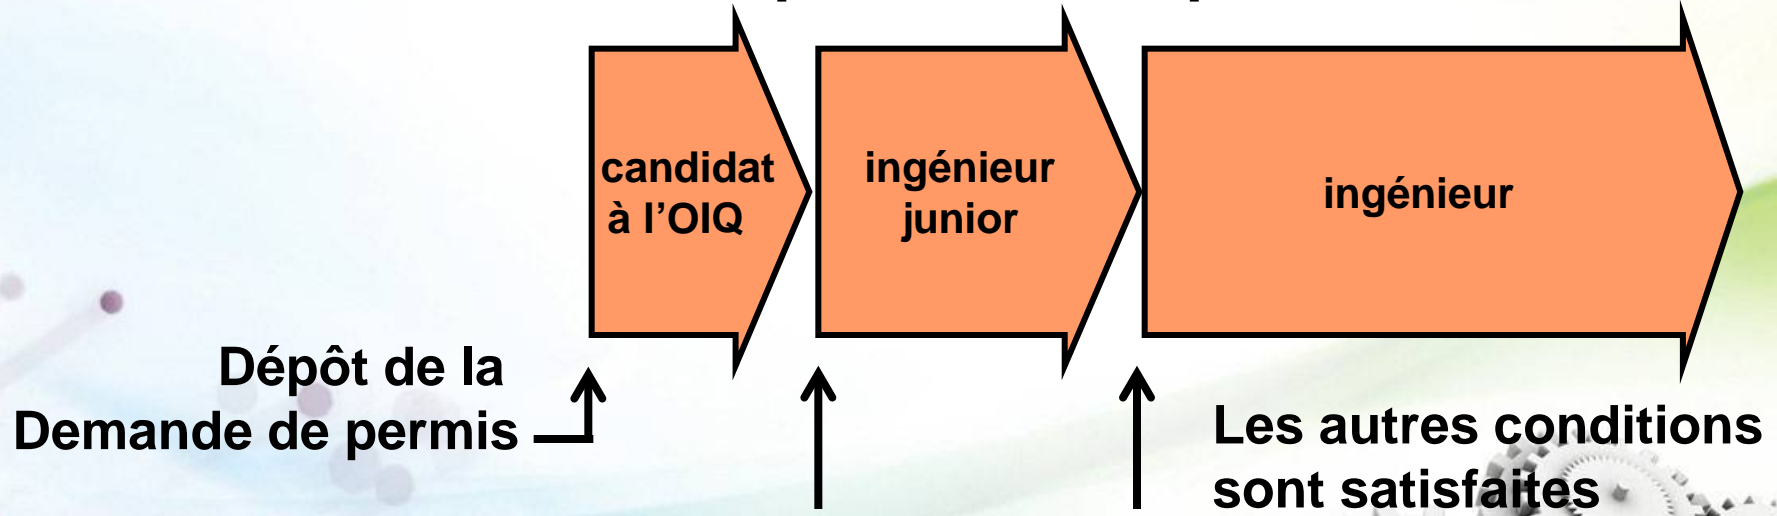 candidat
à l’OIQ
ingénieur
junior
ingénieur
Dépôt de la
Demande de permis
Les autres conditions
sont satisfaites